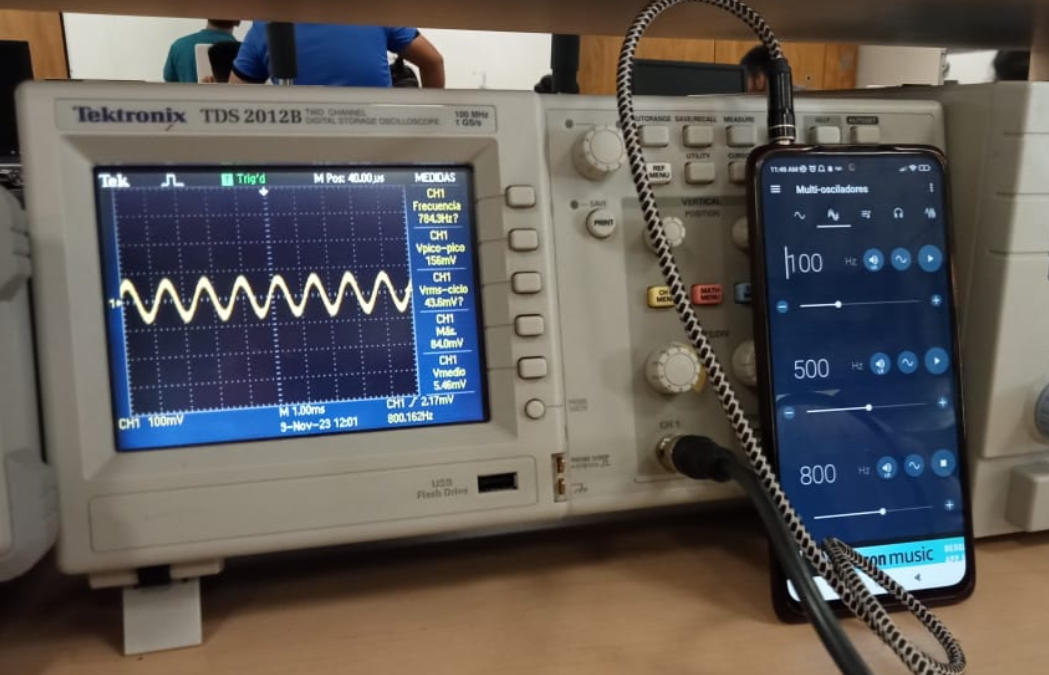 Tektronix TDS 2012B TWO CHANNEL DIGITAL STORAGE OSCILLOSCOPE 100 MHz 1 GS/s
Tek Trig'd M Pos: 40.00us MEDIDAS
CH1
Frecuencia
784.3Hz?
CH1
Vpico-pico
156mV
CH1
Vrms-ciclo
43.6mV?
CH1
Máx.
84.0mV
CH1
Vmedio
5.46mV
CH1 100mV M 1.00ms CH1 2.17mV
9-Nov-23 12:01 800.162Hz
USB
Flash Drive
AUTORANGE SAVE/RECALL MEASURE
UTILITY
HELP AUTOSET
REF
MENU
SAVE
PRINT
VERTICAL
POSITION
MATH
MENU
CH 1
11:48 AM
Multi-osciladores
100 Hz
500 Hz
800 Hz
music